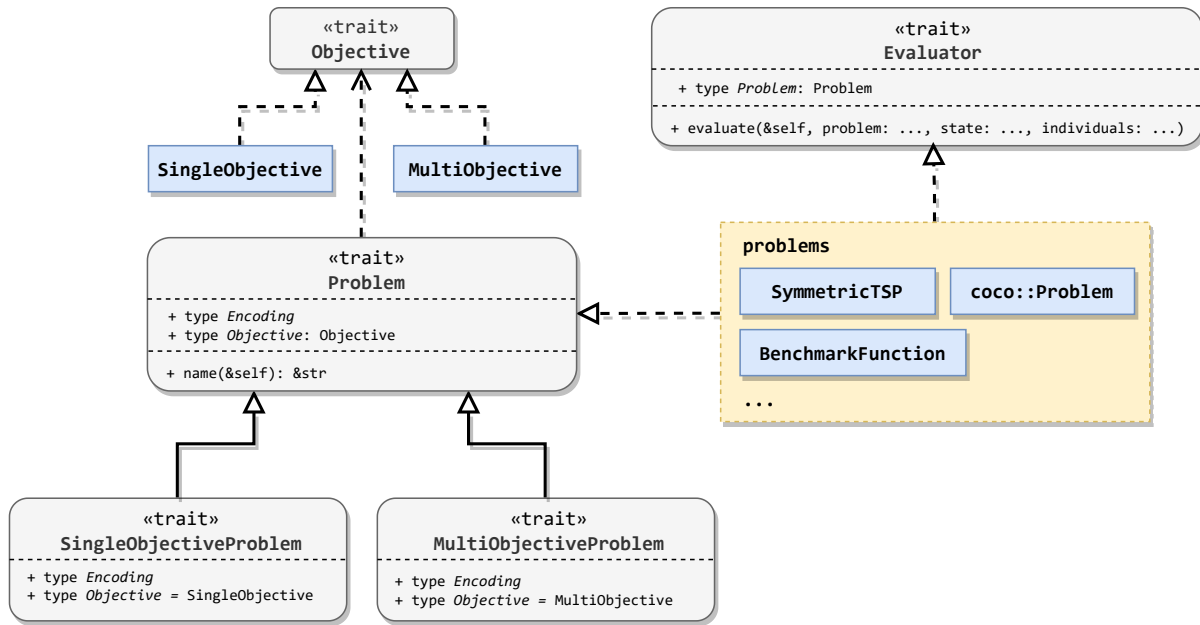 «trait»
Objective
«trait»
Evaluator
+ type Problem: Problem
+ evaluate(&self, problem: ..., state: ..., individuals: ...)
SingleObjective
MultiObjective
«trait»
Problem
+ type Encoding
+ type Objective: Objective
+ name(&self): &str
problems
SymmetricTSP
coco::Problem
BenchmarkFunction
...
«trait»
SingleObjectiveProblem
+ type Encoding
+ type Objective = SingleObjective
«trait»
MultiObjectiveProblem
+ type Encoding
+ type Objective = MultiObjective